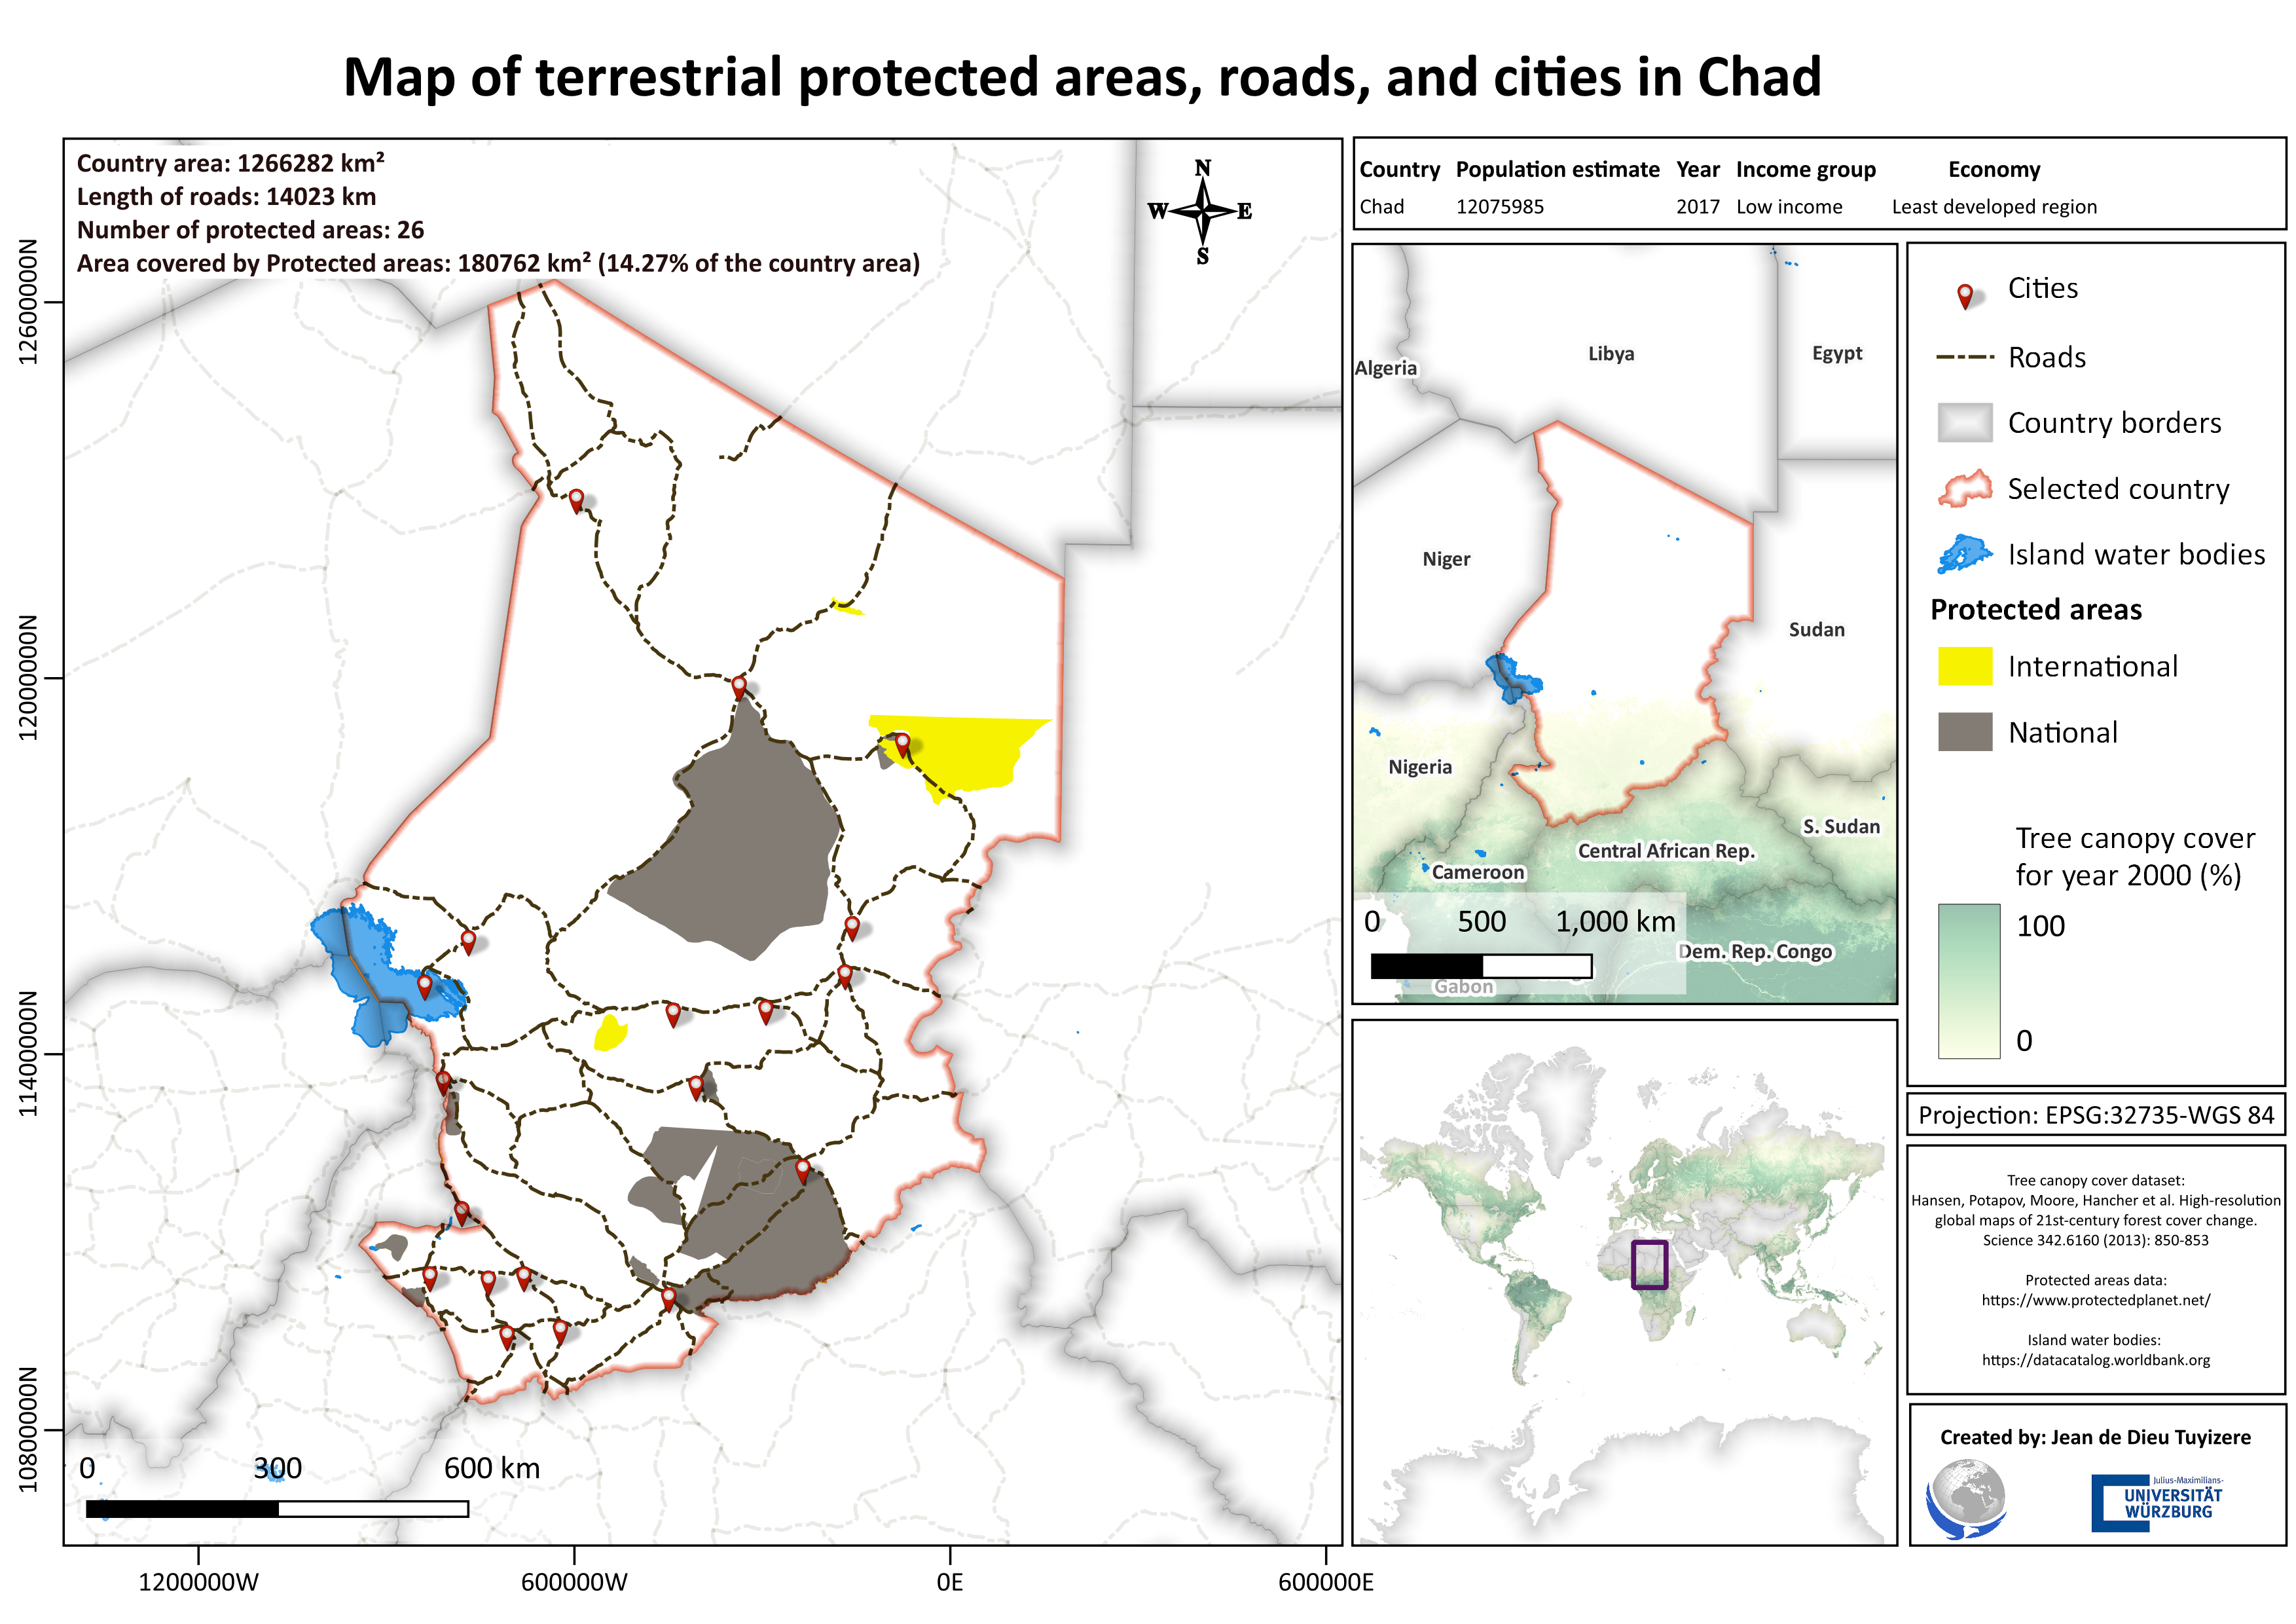 Map of terrestrial protected areas, roads, and cities in Chad
Country area: 1266282 km²
Length of roads: 14023 km
Number of protected areas: 26
Area covered by Protected areas: 180762 km² (14.27% of the country area)
N
W E
S
12600000N
12000000N
11400000N
10800000N
0 300 600 km
1200000W 600000W 0E 600000E
Country Population estimate Year Income group Economy
Chad 12075985 2017 Low income Least developed region
Algeria
Libya
Egypt
Niger
Sudan
Nigeria
S. Sudan
Central African Rep.
Cameroon
Dem. Rep. Congo
Gabon
0 500 1,000 km
Cities
Roads
Country borders
Selected country
Island water bodies
Protected areas
International
National
Tree canopy cover
for year 2000 (%)
100
0
Projection: EPSG:32735-WGS 84
Tree canopy cover dataset:
Hansen, Potapov, Moore, Hancher et al. High-resolution
global maps of 21st-century forest cover change.
Science 342.6160 (2013): 850-853
Protected areas data:
https://www.protectedplanet.net/
Island water bodies:
https://datacatalog.worldbank.org
Created by: Jean de Dieu Tuyizere
Julius-Maximilians-
UNIVERSITÄT
WÜRZBURG